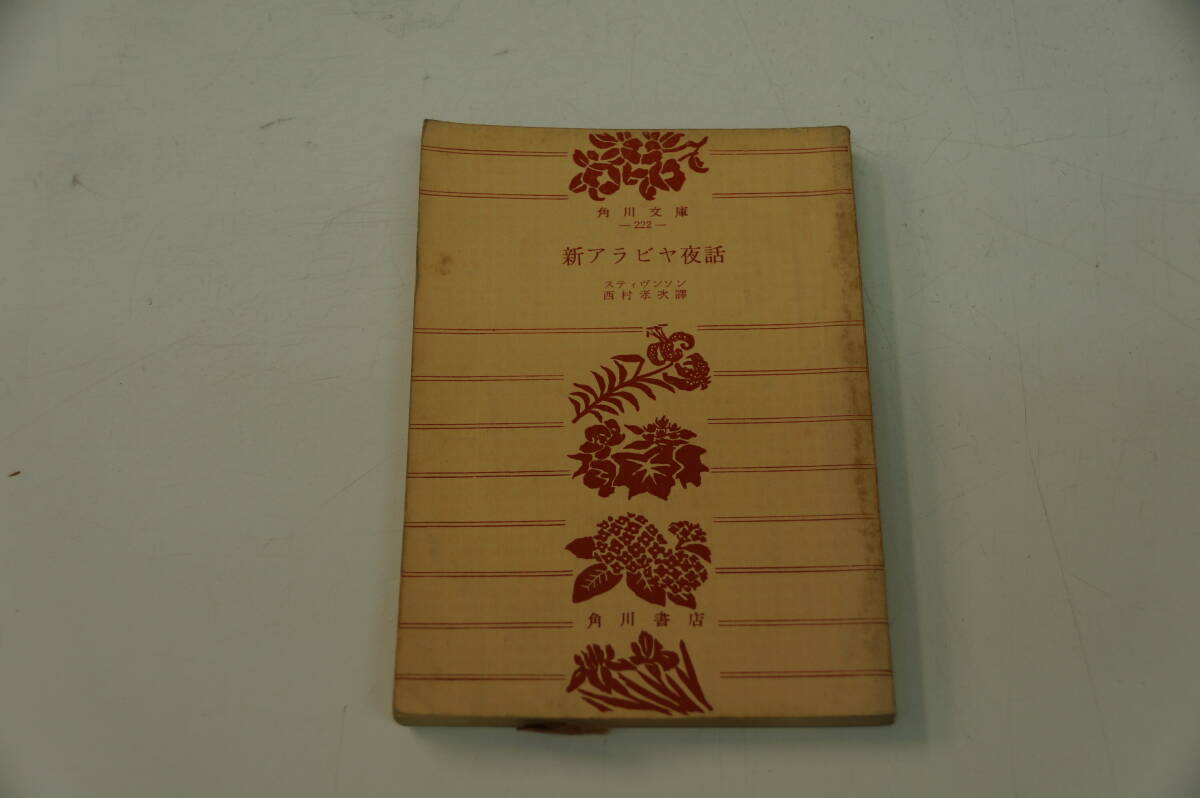 角川文庫
—222—
新アラビヤ夜話
スティヴンソン
西村孝次譯
角川書店